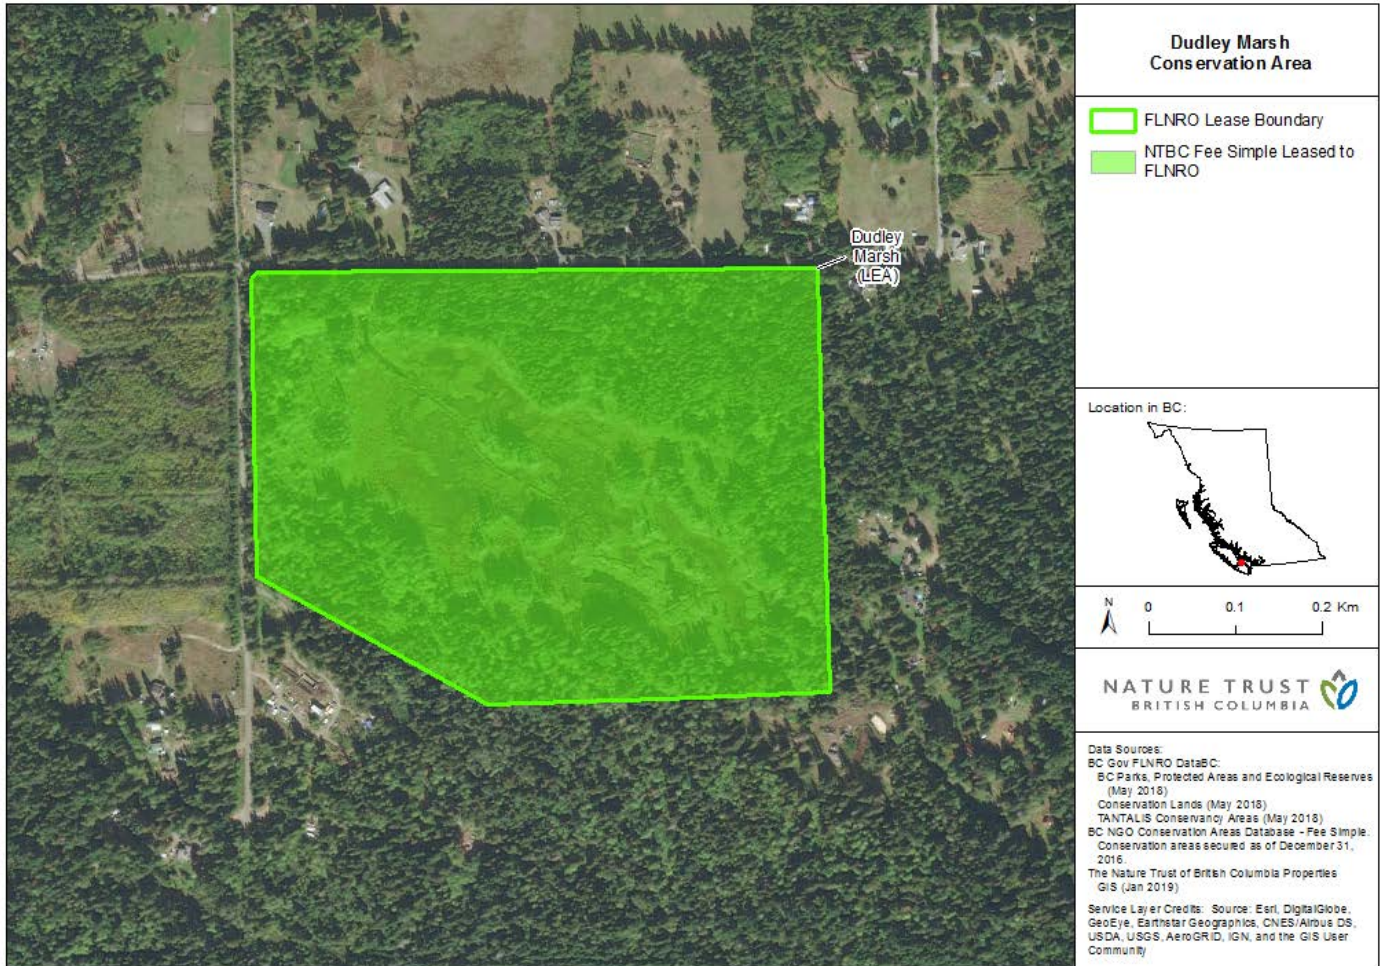 Dudley Marsh
Conservation Area
FLNRO Lease Boundary
NTBC Fee Simple Leased to
FLNRO
Dudley
Marsh
(LEA)
Location in BC:
N
0 0.1 0.2 Km
NATURE TRUST
BRITISH COLUMBIA
Data Sources:
BC Gov FLNRO DataBC:
BC Parks, Protected Areas and Ecological Reserves
(May 2018)
Conservation Lands (May 2018)
TANTALIS Conservancy Areas (May 2018)
BC NGO Conservation Areas Database - Fee Simple.
Conservation areas secured as of December 31,
2016.
The Nature Trust of British Columbia Properties
GIS (Jan 2019)
Service Layer Credits: Source: Esri, DigitalGlobe,
GeoEye, Earthstar Geographics, CNES/Airbus DS,
USDA, USGS, AeroGRID, IGN, and the GIS User
Community